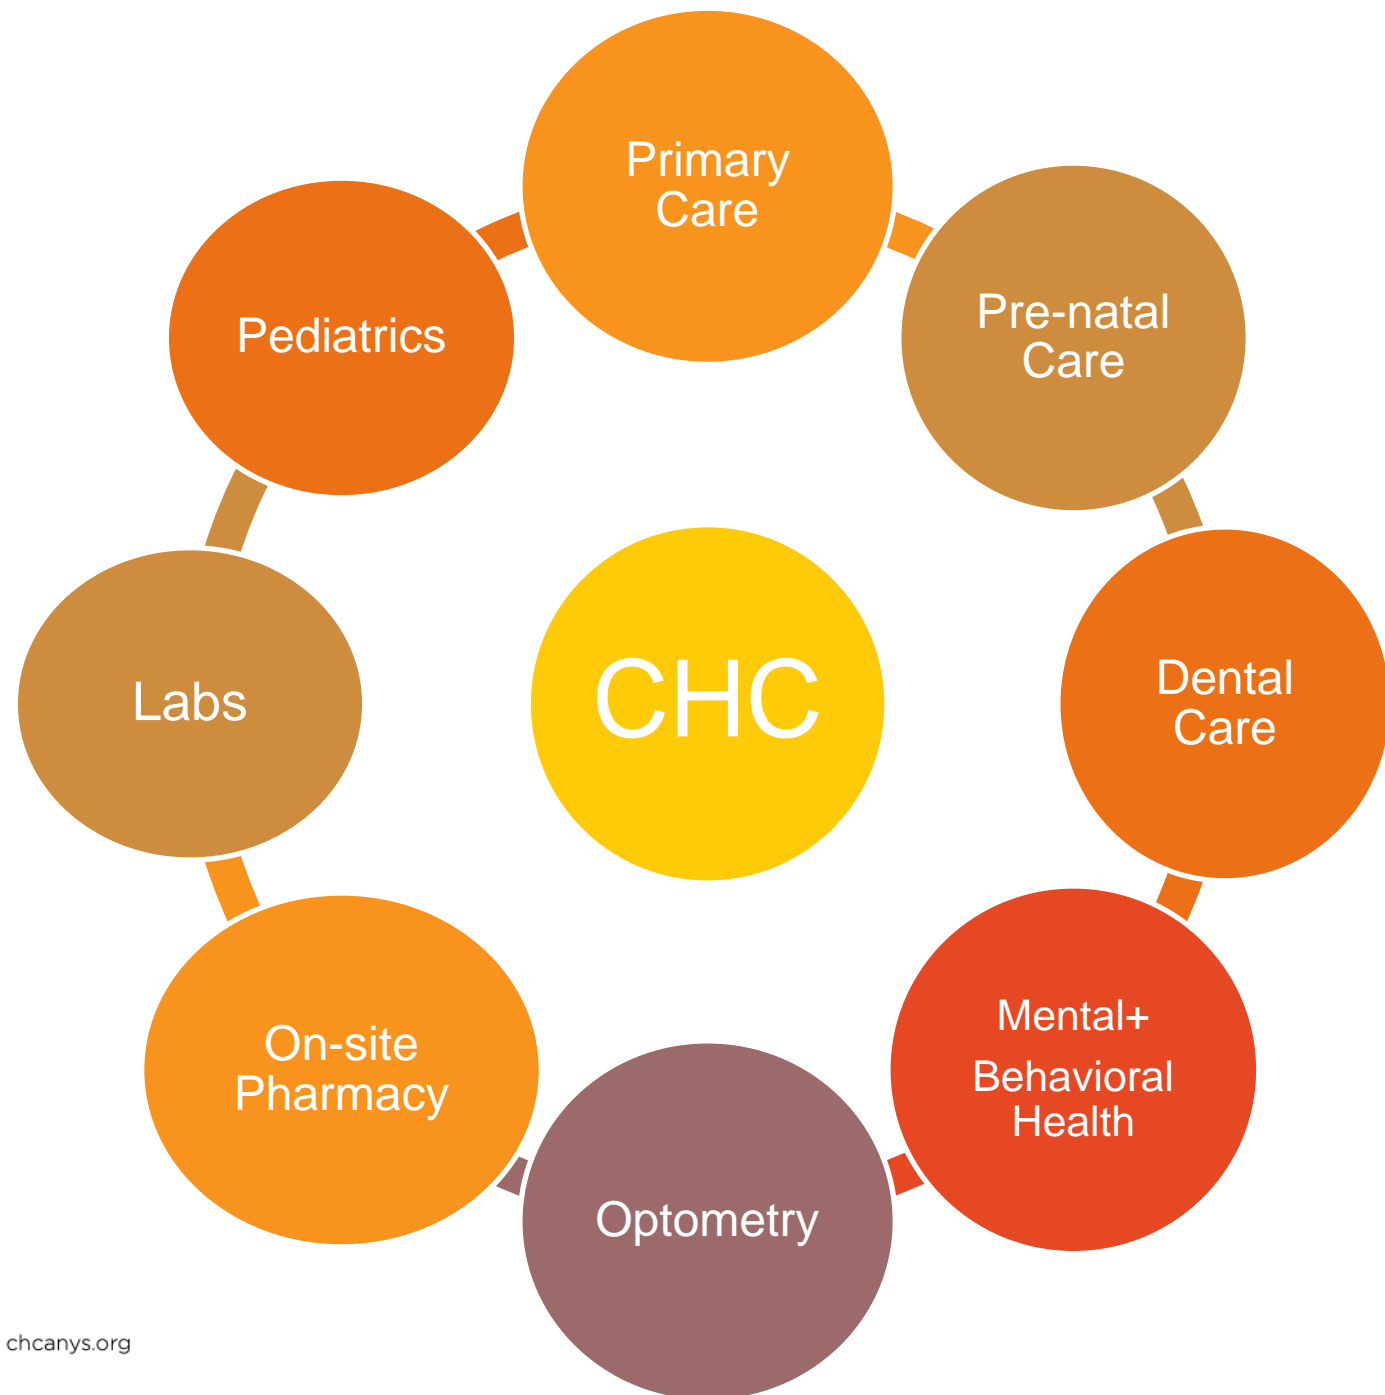 Primary
Care
Pre-natal
Care
Dental
Care
Mental+
Behavioral
Health
Optometry
On-site
Pharmacy
Labs
Pediatrics
CHC
chcanys.org